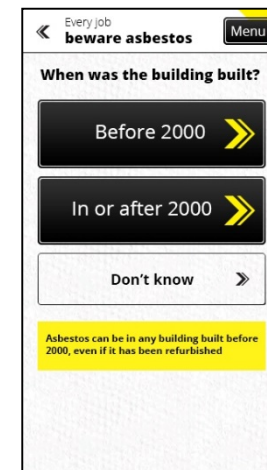 Every job
beware asbestos
Menu
When was the building built?
Before 2000
In or after 2000
Don't know
Asbestos can be in any building built before
2000, even if it has been refurbished